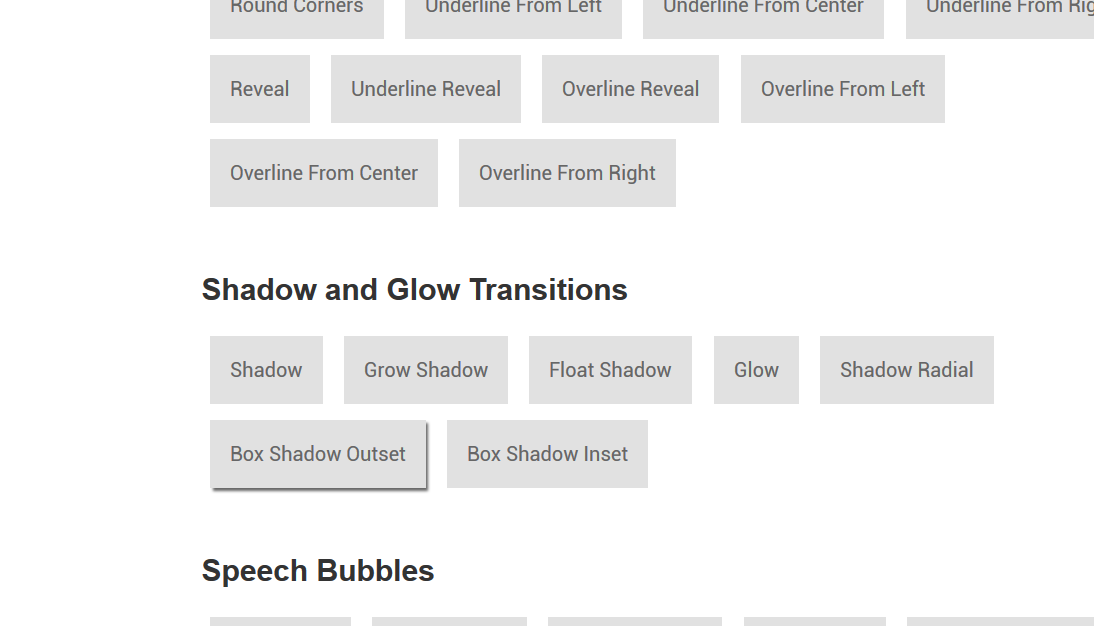 Round Corners Underline From Left Underline From Center Underline From
Reveal Underline Reveal Overline Reveal Overline From Left
Overline From Center Overline From Right
Shadow and Glow Transitions
Shadow Grow Shadow Float Shadow Glow Shadow Radial
Box Shadow Outset Box Shadow Inset
Speech Bubbles